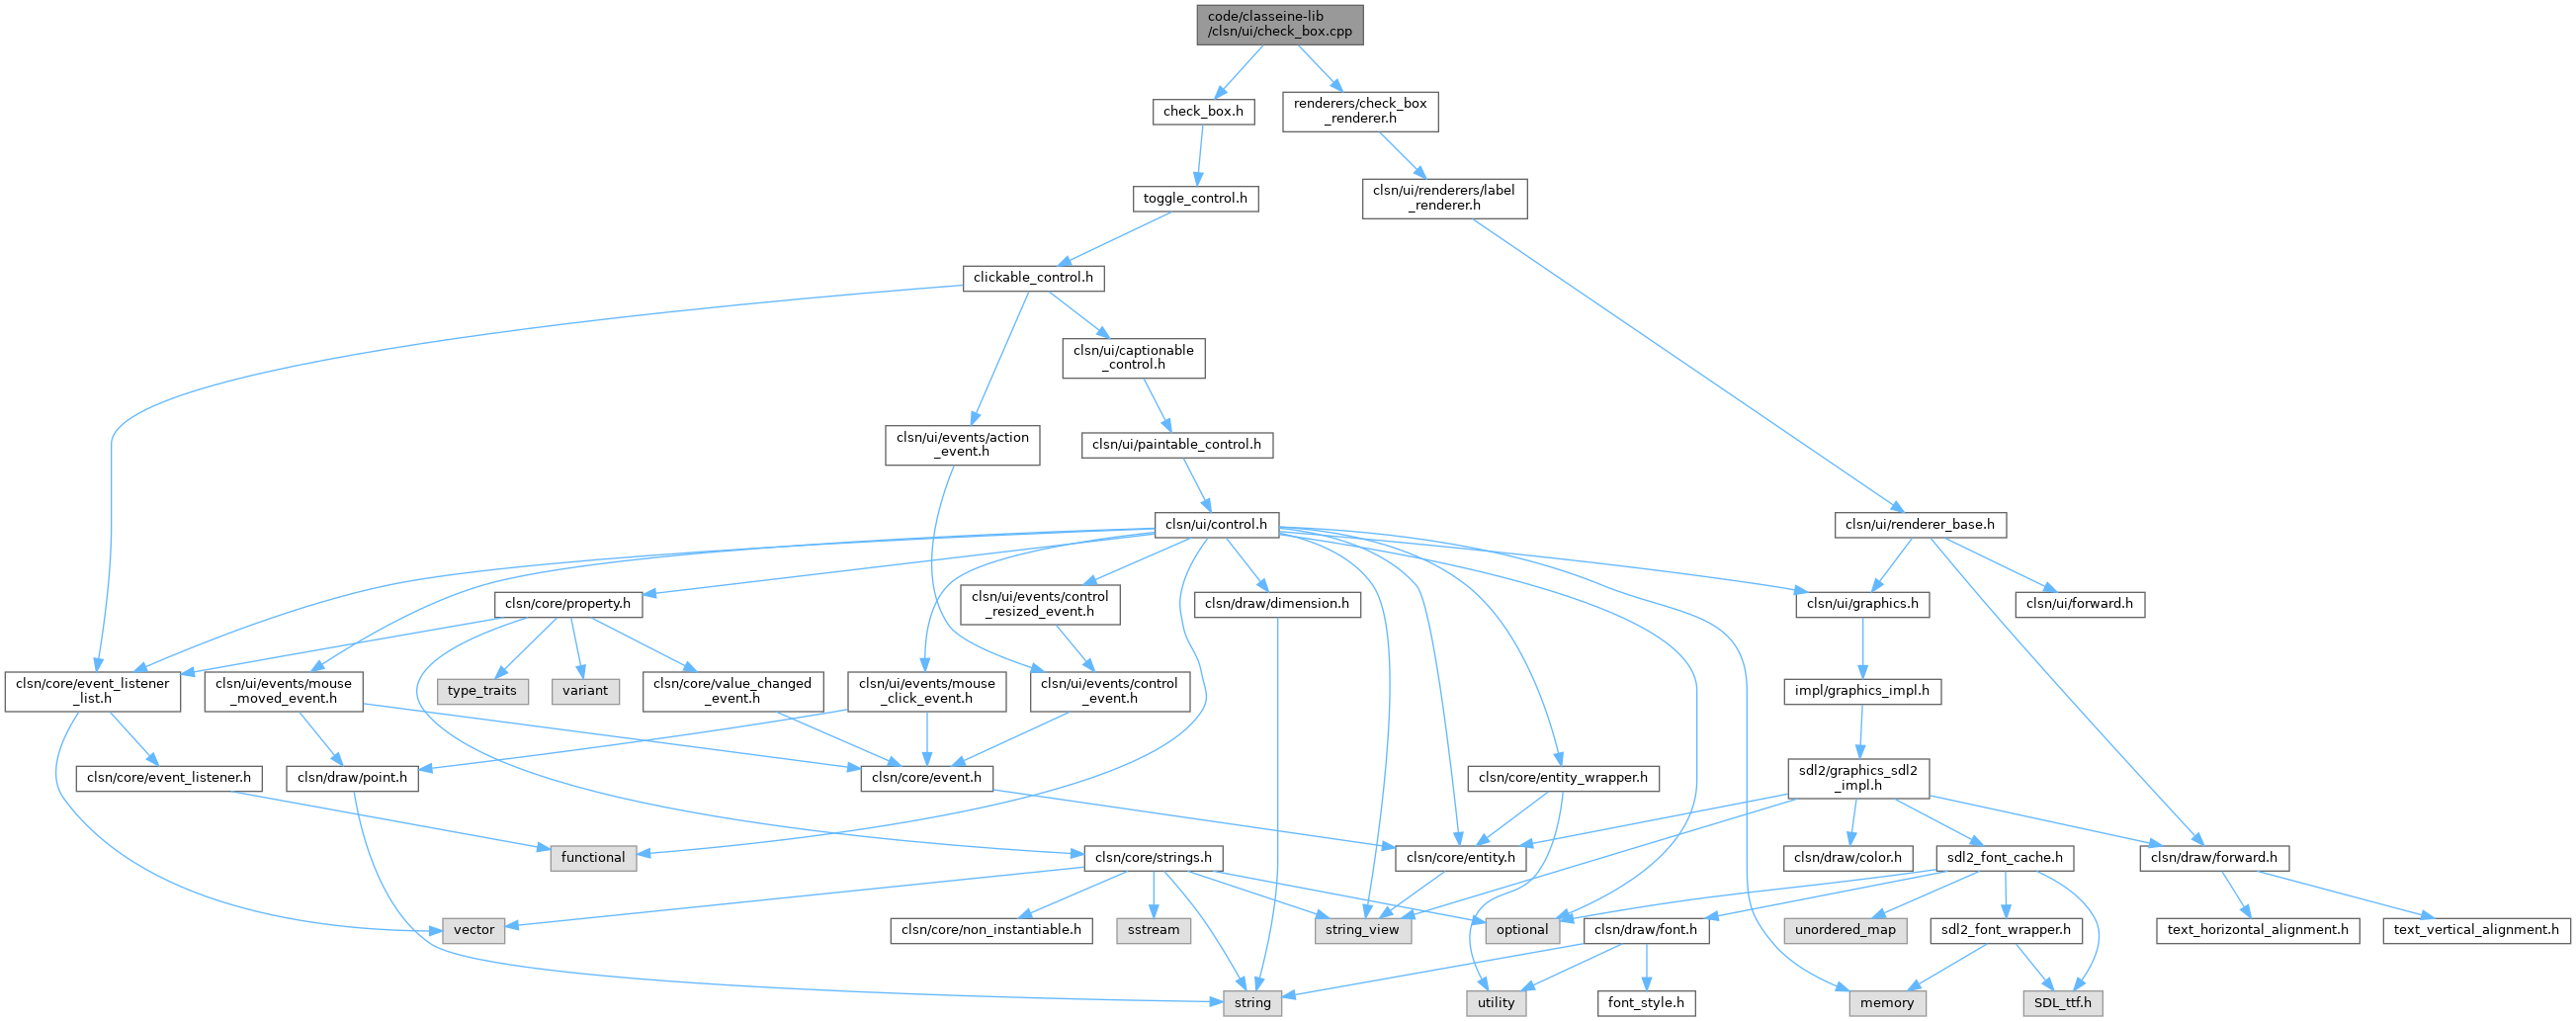 code/classeine-lib
/clsn/ui/check_box.cpp
check_box.h
renderers/check_box
_renderer.h
toggle_control.h
clsn/ui/renderers/label
_renderer.h
clickable_control.h
clsn/ui/captionable
_control.h
clsn/ui/events/action
_event.h
clsn/ui/paintable_control.h
clsn/ui/control.h
clsn/ui/renderer_base.h
clsn/core/property.h
clsn/ui/events/control
_resized_event.h
clsn/draw/dimension.h
clsn/ui/graphics.h
clsn/ui/forward.h
clsn/core/event_listener
_list.h
clsn/ui/events/mouse
_moved_event.h
type_traits
variant
clsn/core/value_changed
_event.h
clsn/ui/events/mouse
_click_event.h
clsn/ui/events/control
_event.h
impl/graphics_impl.h
clsn/core/event_listener.h
clsn/draw/point.h
clsn/core/event.h
clsn/core/entity_wrapper.h
sdl2/graphics_sdl2
_impl.h
functional
clsn/core/strings.h
clsn/core/entity.h
clsn/draw/color.h
sdl2_font_cache.h
clsn/draw/forward.h
vector
clsn/core/non_instantiable.h
sstream
string_view
optional
clsn/draw/font.h
unordered_map
sdl2_font_wrapper.h
text_horizontal_alignment.h
text_vertical_alignment.h
string
utility
font_style.h
memory
SDL_ttf.h